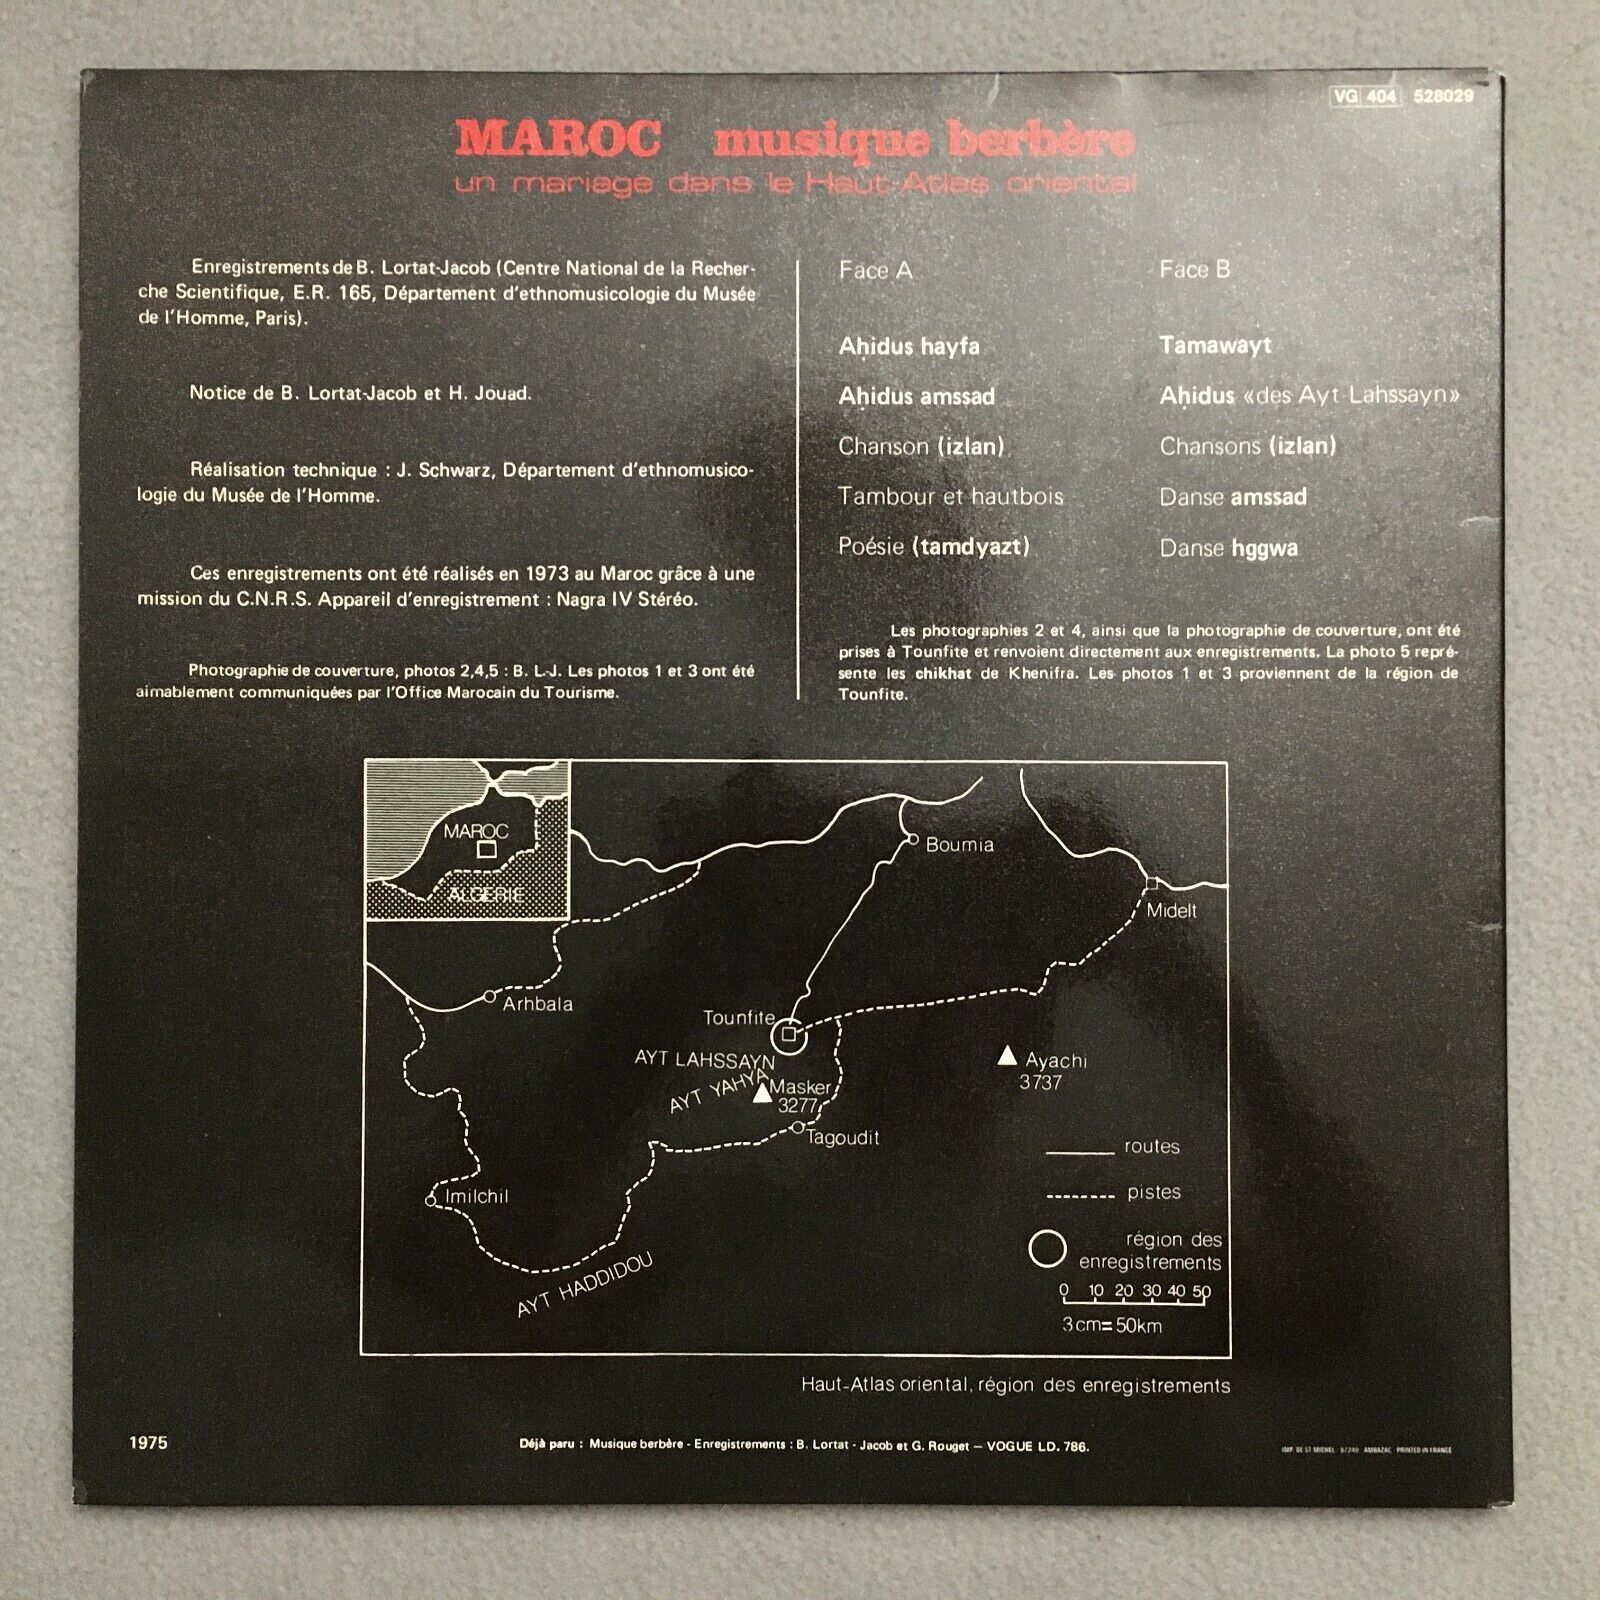 VG 404 528029
MAROC musique berbère
un mariage dans le Haut-Atlas oriental
Enregistrements de B. Lortat-Jacob (Centre National de la Recher-
che Scientifique, E.R. 165, Département d'ethnomusicologie du Musée
de l'Homme, Paris).
Notice de B. Lortat-Jacob et H. Jouad.
Réalisation technique : J. Schwarz, Département d'ethnomusico-
logie du Musée de l'Homme.
Ces enregistrements ont été réalisés en 1973 au Maroc grâce à une
mission du C.N.R.S. Appareil d'enregistrement : Nagra IV Stéréo.
Photographie de couverture, photos 2,4,5 : B. L.-J. Les photos 1 et 3 ont été
aimablement communiquées par l'Office Marocain du Tourisme.
Face A
Aḥidus hayfa
Aḥidus amssad
Chanson (izlan)
Tambour et hautbois
Poésie (tamdyazt)
Face B
Tamawayt
Aḥidus «des Ayt Lahssayn»
Chansons (izlan)
Danse amssad
Danse hggwa
Les photographies 2 et 4, ainsi que la photographie de couverture, ont été
prises à Tounfite et renvoient directement aux enregistrements. La photo 5 repré-
sente les chikhat de Khenifra. Les photos 1 et 3 proviennent de la région de
Tounfite.
MAROC
ALGERIE
Boumia
Midelt
Arhbala
Tounfite
AYT LAHSSAYN
AYT YAHYA
Masker
3277
Ayachi
3737
Tagoudit
Imilchil
AYT HADDIDOU
routes
pistes
région des
enregistrements
0 10 20 30 40 50
3cm=50km
Haut-Atlas oriental, région des enregistrements
1975
Déjà paru : Musique berbère - Enregistrements : B. Lortat - Jacob et G. Rouget – VOGUE LD. 786.
IMP. DE ST-MICHEL 87240 AMBAZAC PRINTED IN FRANCE